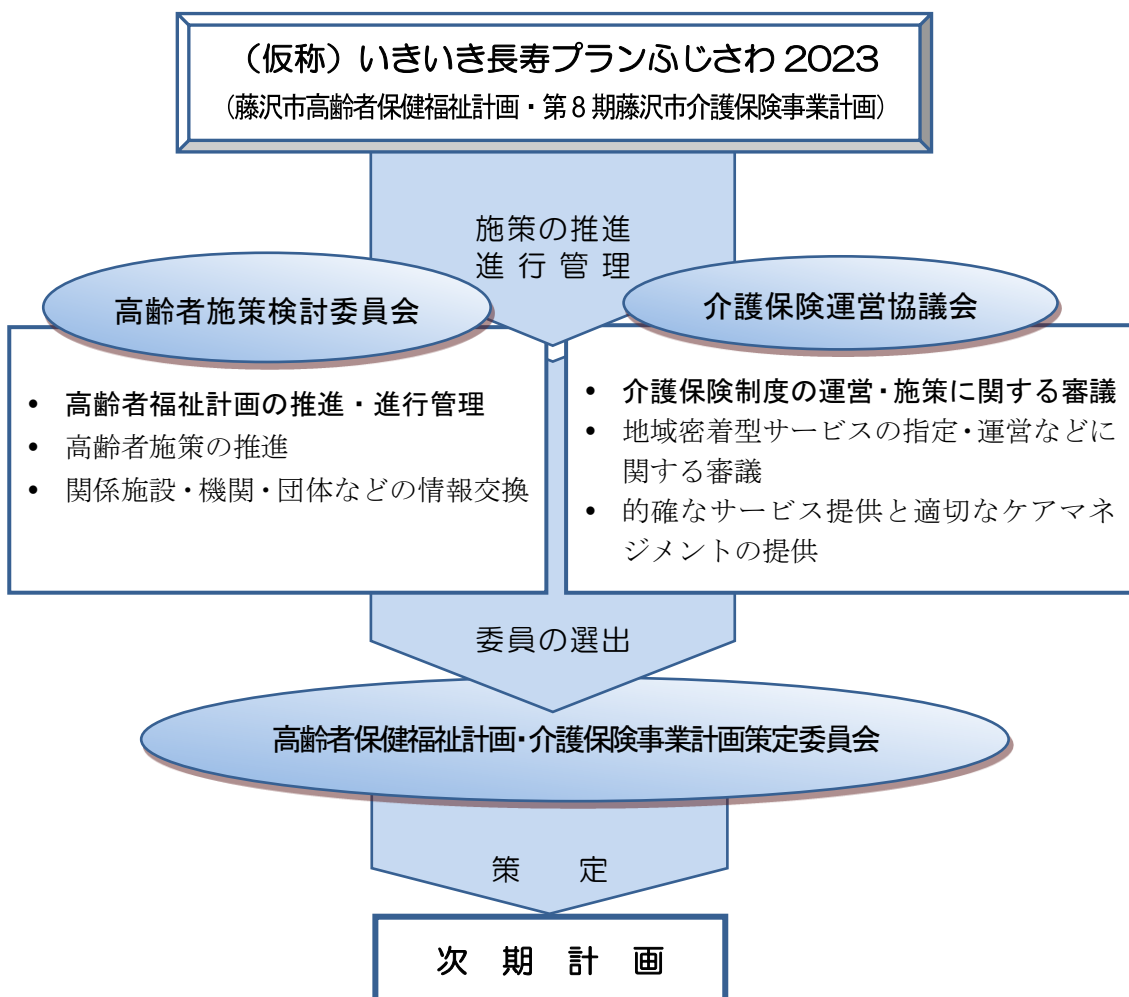 （仮称）いきいき長寿プランふじさわ 2023
（藤沢市高齢者保健福祉計画・第８期藤沢市介護保険事業計画）
施策の推進
進 行 管 理
高齢者施策検討委員会
• 高齢者福祉計画の推進・進行管理
• 高齢者施策の推進
• 関係施設・機関・団体などの情報交換
介護保険運営協議会
• 介護保険制度の運営・施策に関する審議
• 地域密着型サービスの指定・運営などに
関する審議
• 的確なサービス提供と適切なケアマネ
ジメントの提供
委員の選出
高齢者保健福祉計画・介護保険事業計画策定委員会
策　　定
次　期　計　画